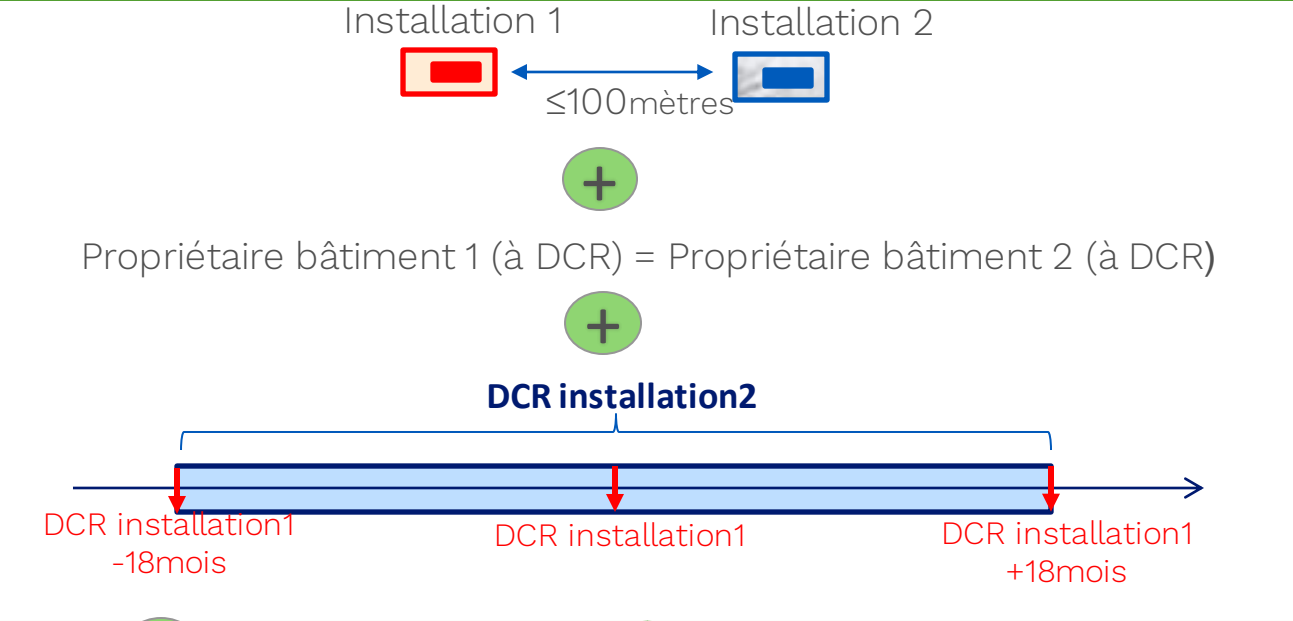 Installation 1
Installation 2
≤100mètres
+
Propriétaire bâtiment 1 (à DCR) = Propriétaire bâtiment 2 (à DCR)
+
DCR installation2
DCR installation1
-18mois
DCR installation1
DCR installation1
+18mois